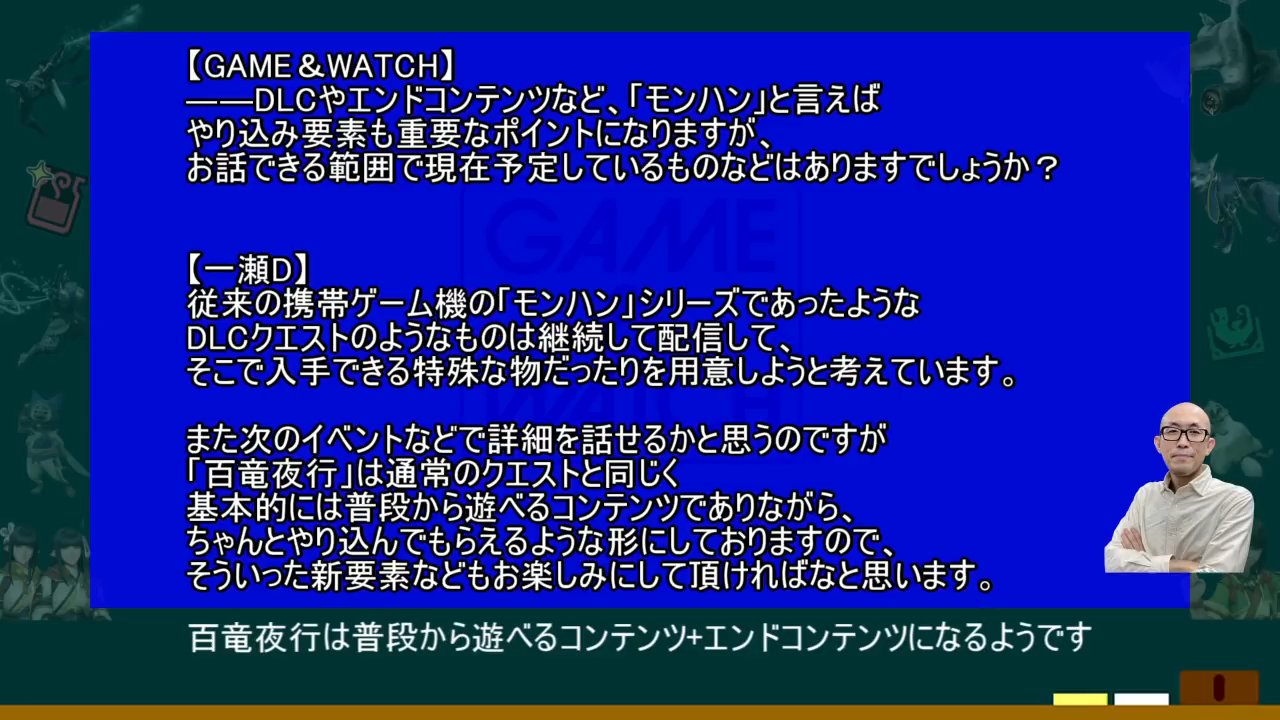 【GAME＆WATCH】
――DLCやエンドコンテンツなど、「モンハン」と言えば
やり込み要素も重要なポイントになりますが、
お話できる範囲で現在予定しているものなどはありますでしょうか？
GAME
WATCH
【一瀬D】
従来の携帯ゲーム機の「モンハン」シリーズであったような
DLCクエストのようなものは継続して配信して、
そこで入手できる特殊な物だったりを用意しようと考えています。
また次のイベントなどで詳細を話せるかと思うのですが
「百竜夜行」は通常のクエストと同じく
基本的には普段から遊べるコンテンツでありながら、
ちゃんとやり込んでもらえるような形にしておりますので、
そういった新要素などもお楽しみにして頂ければなと思います。
百竜夜行は普段から遊べるコンテンツ+エンドコンテンツになるようです